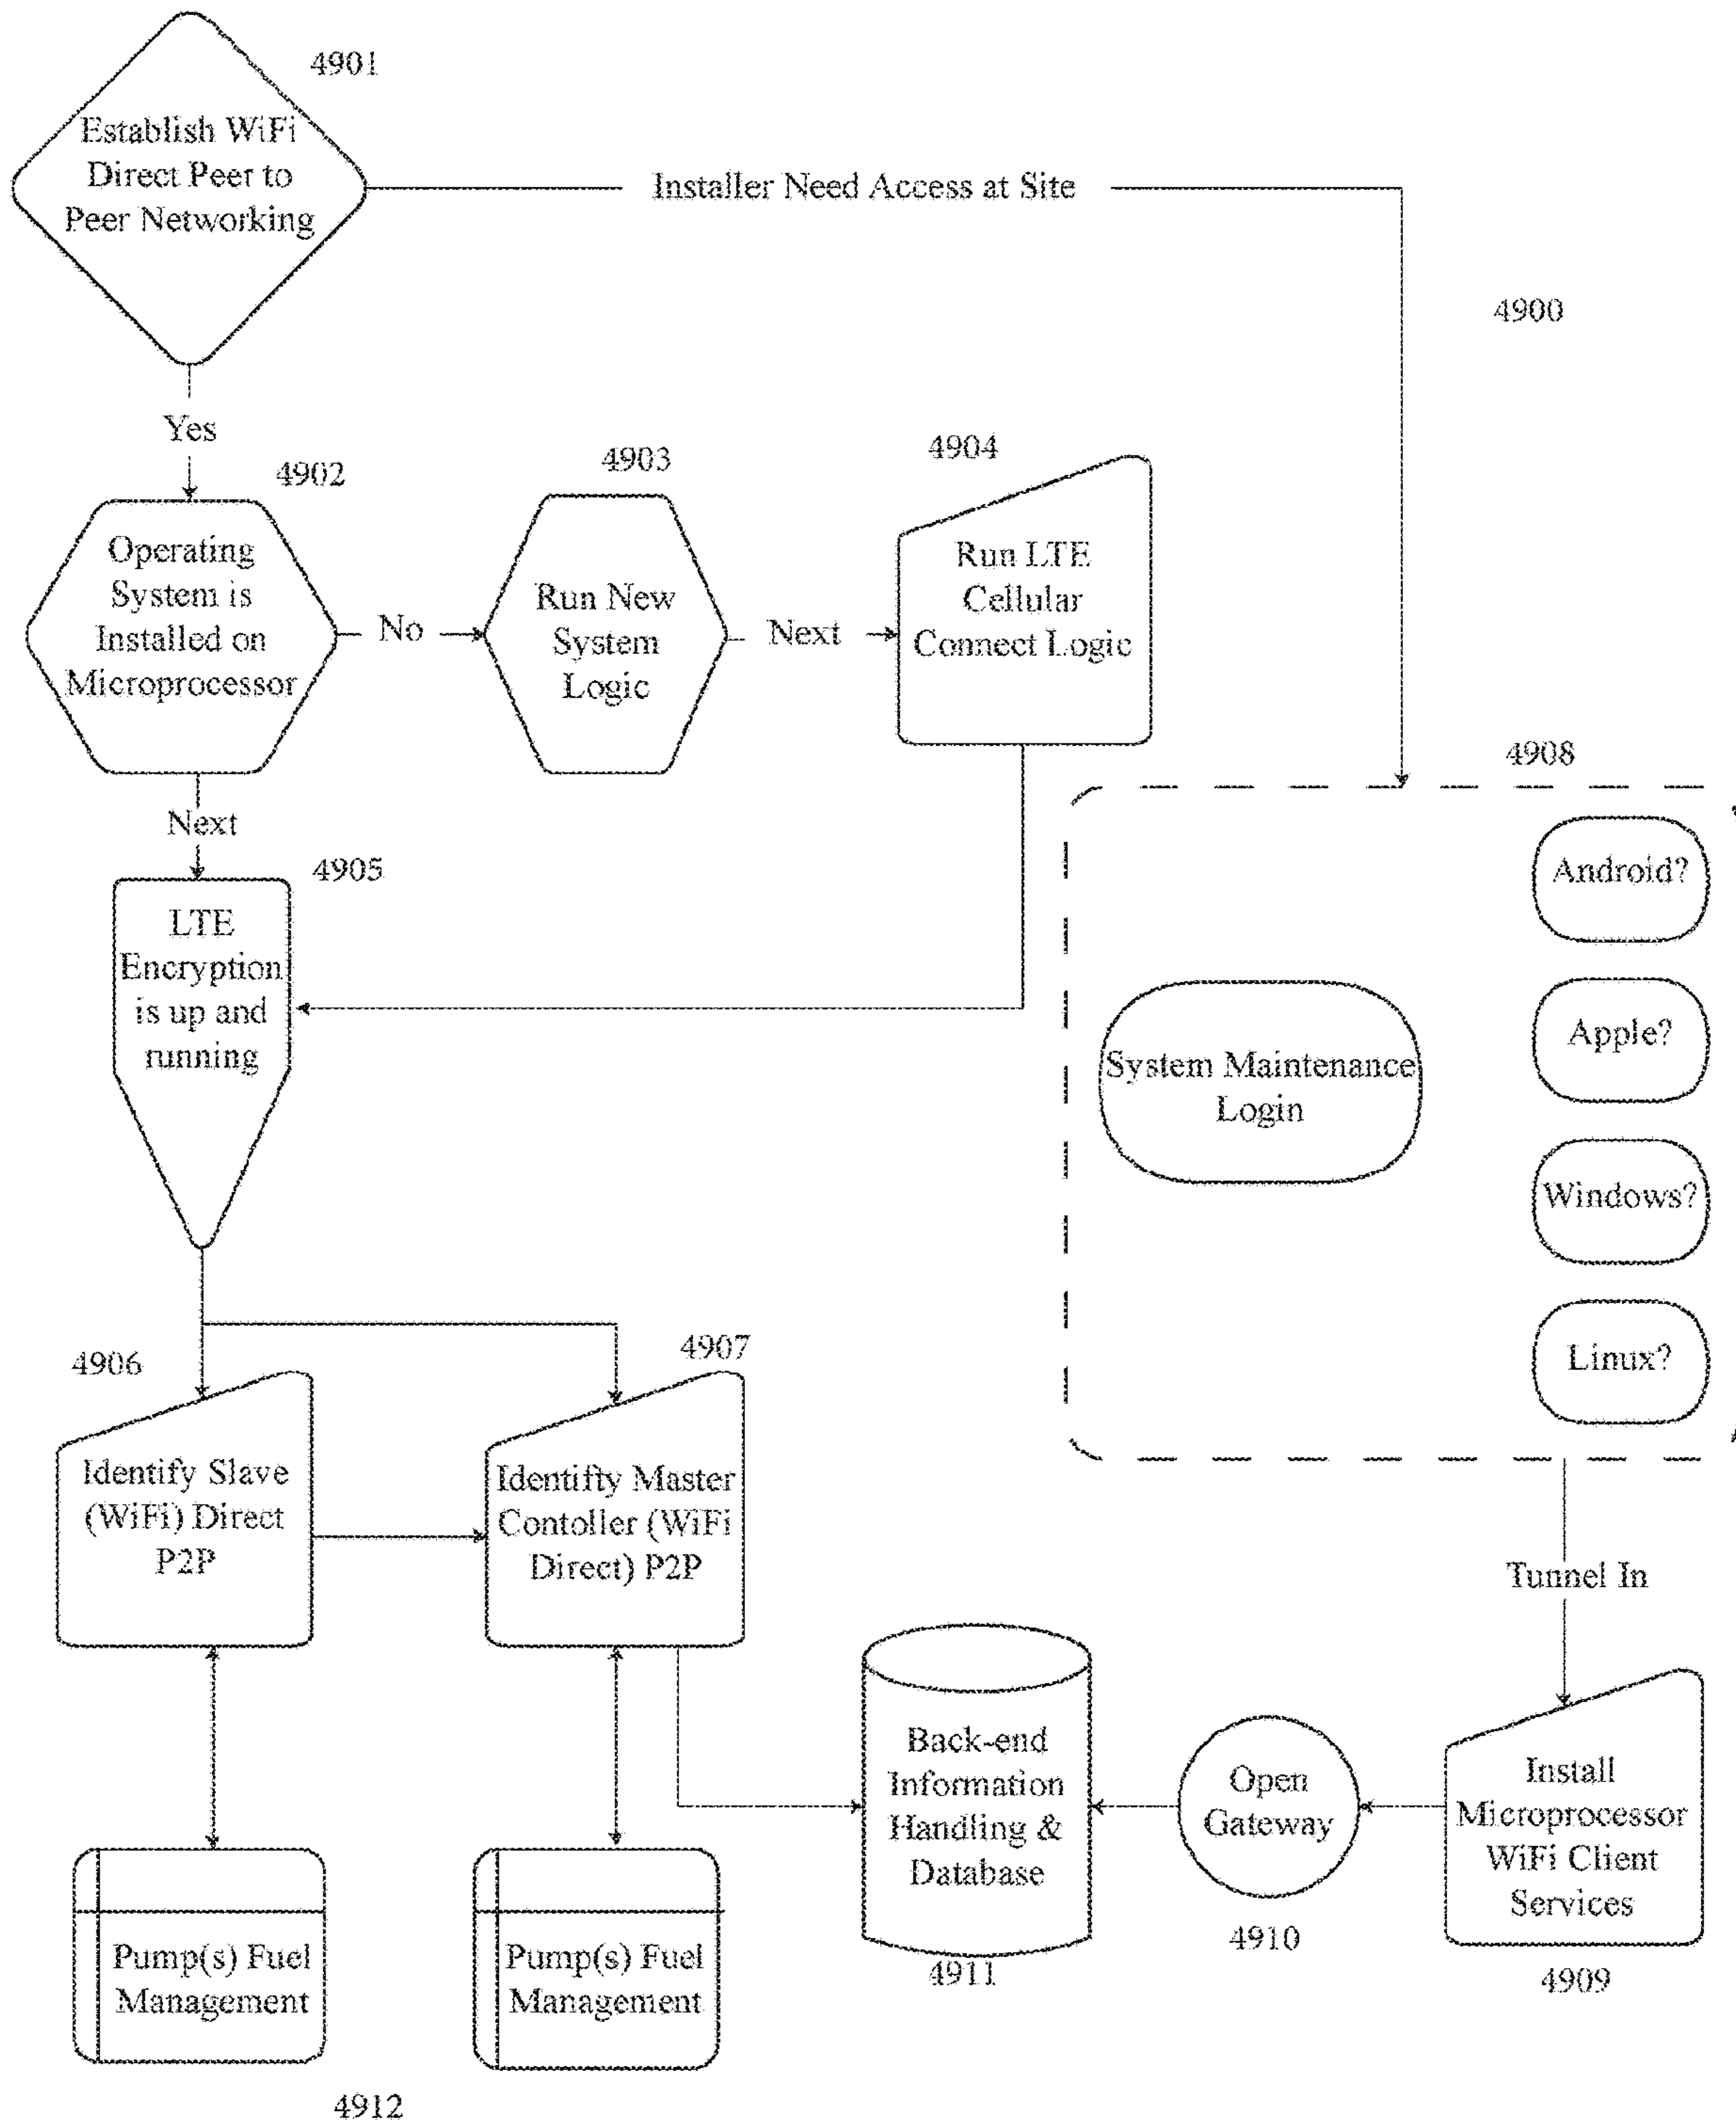 4901
Establish WiFi
Direct Peer to
Peer Networking
Installer Need Access at Site
4900
Yes
4902
Operating
System is
Installed on
Microprocessor
No
4903
Run New
System
Logic
Next
4904
Run LTE
Cellular
Connect Logic
Next
4905
LTE
Encryption
is up and
running
4908
Android?
Apple?
System Maintenance
Login
Windows?
Linux?
4906
Identify Slave
(WiFi) Direct
P2P
4907
Identifty Master
Contoller (WiFi
Direct) P2P
Tunnel In
Back-end
Information
Handling &
Database
4911
Open
Gateway
4910
Install
Microprocessor
WiFi Client
Services
4909
Pump(s) Fuel
Management
Pump(s) Fuel
Management
4912